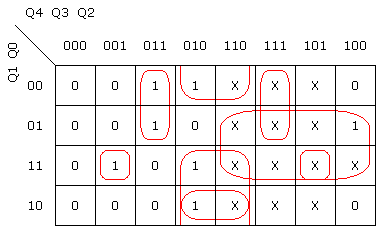 Q4 Q3 Q2
Q1 Q0
000 001 011 010 110 111 101 100
00 0 0 1 1 X X X 0
01 0 0 1 0 X X X 1
11 0 1 0 1 X X X X
10 0 0 0 1 X X X 0